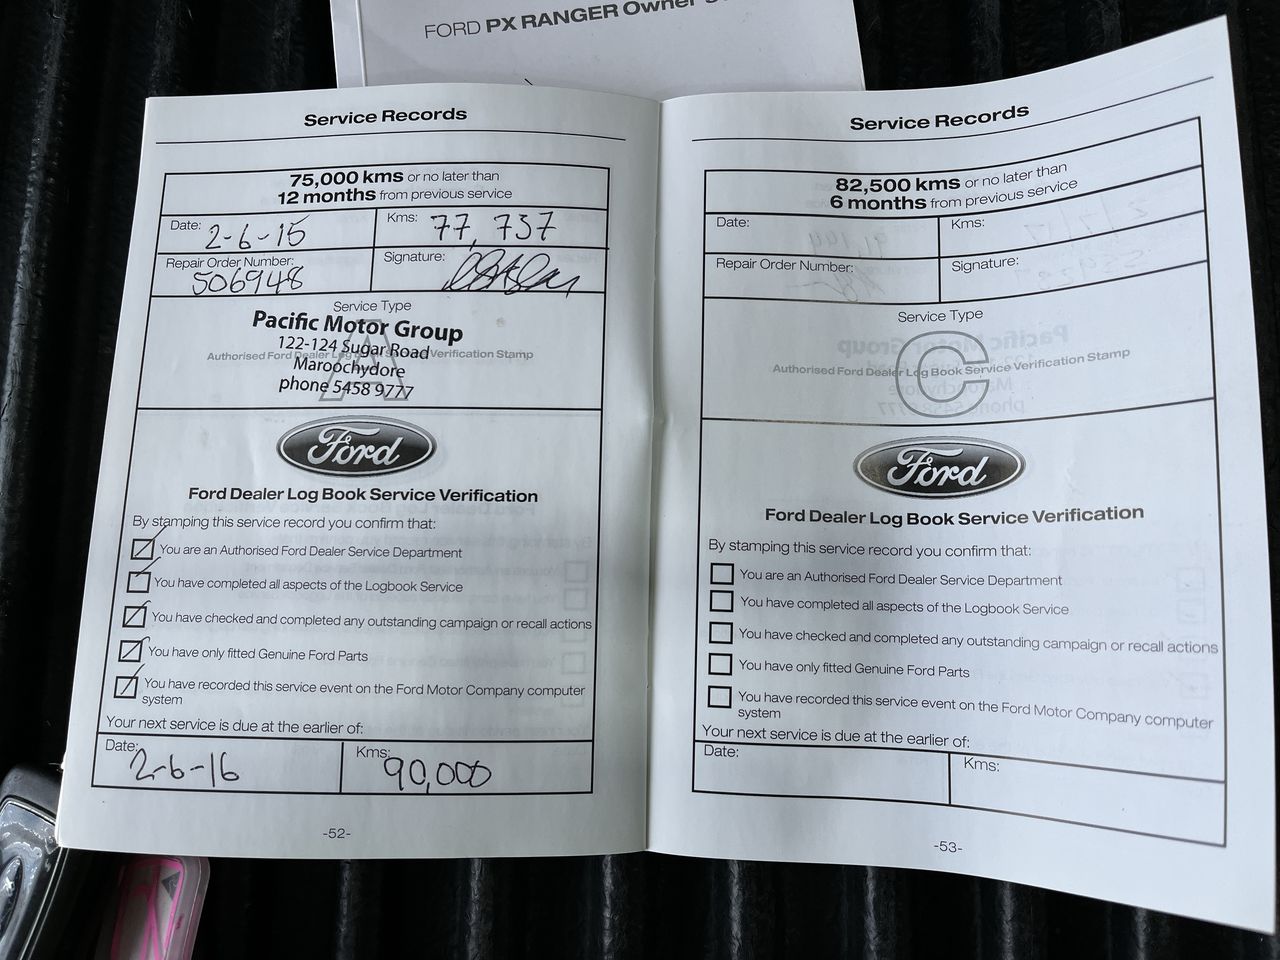 FORD PX RANGER Owner
Service Records
75,000 kms or no later than
12 months from previous service
Date: 2-6-15
Kms: 77,737
Repair Order Number: 506948
Signature:
Service Type
A
Pacific Motor Group
122-124 Sugar Road
Authorised Ford Dealer Log Book Service Verification Stamp
Maroochydore
phone 5458 9777
Ford
Ford Dealer Log Book Service Verification
By stamping this service record you confirm that:
You are an Authorised Ford Dealer Service Department
You have completed all aspects of the Logbook Service
You have checked and completed any outstanding campaign or recall actions
You have only fitted Genuine Ford Parts
You have recorded this service event on the Ford Motor Company computer
system
Your next service is due at the earlier of:
Date: 2-6-16
Kms: 90,000
-52-
Service Records
82,500 kms or no later than
6 months from previous service
Date:
Kms:
Repair Order Number:
Signature:
Service Type
C
Authorised Ford Dealer Log Book Service Verification Stamp
Ford
Ford Dealer Log Book Service Verification
By stamping this service record you confirm that:
You are an Authorised Ford Dealer Service Department
You have completed all aspects of the Logbook Service
You have checked and completed any outstanding campaign or recall actions
You have only fitted Genuine Ford Parts
You have recorded this service event on the Ford Motor Company computer
system
Your next service is due at the earlier of:
Date:
Kms:
-53-